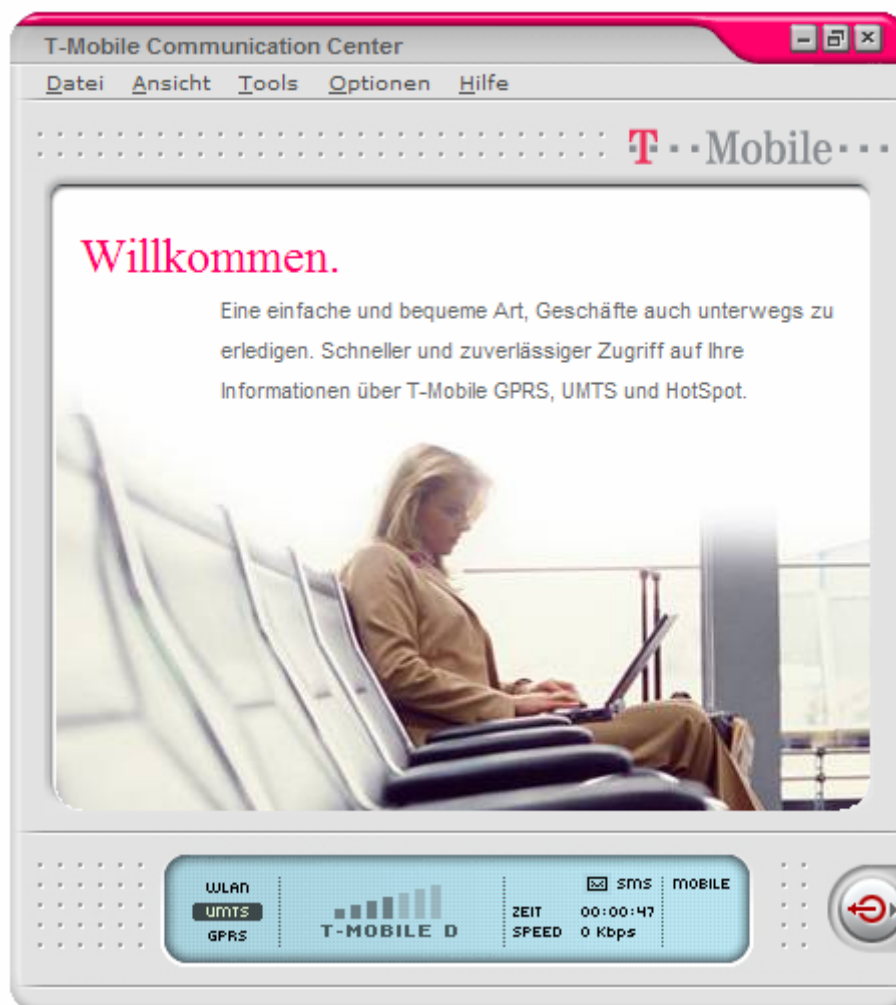 T-Mobile Communication Center
Datei Ansicht Tools Optionen Hilfe
T··Mobile···
Willkommen.
Eine einfache und bequeme Art, Geschäfte auch unterwegs zu
erledigen. Schneller und zuverlässiger Zugriff auf Ihre
Informationen über T-Mobile GPRS, UMTS und HotSpot.
WLAN
UMTS
GPRS
T-MOBILE D
SMS
ZEIT 00:00:47
SPEED 0 Kbps
MOBILE